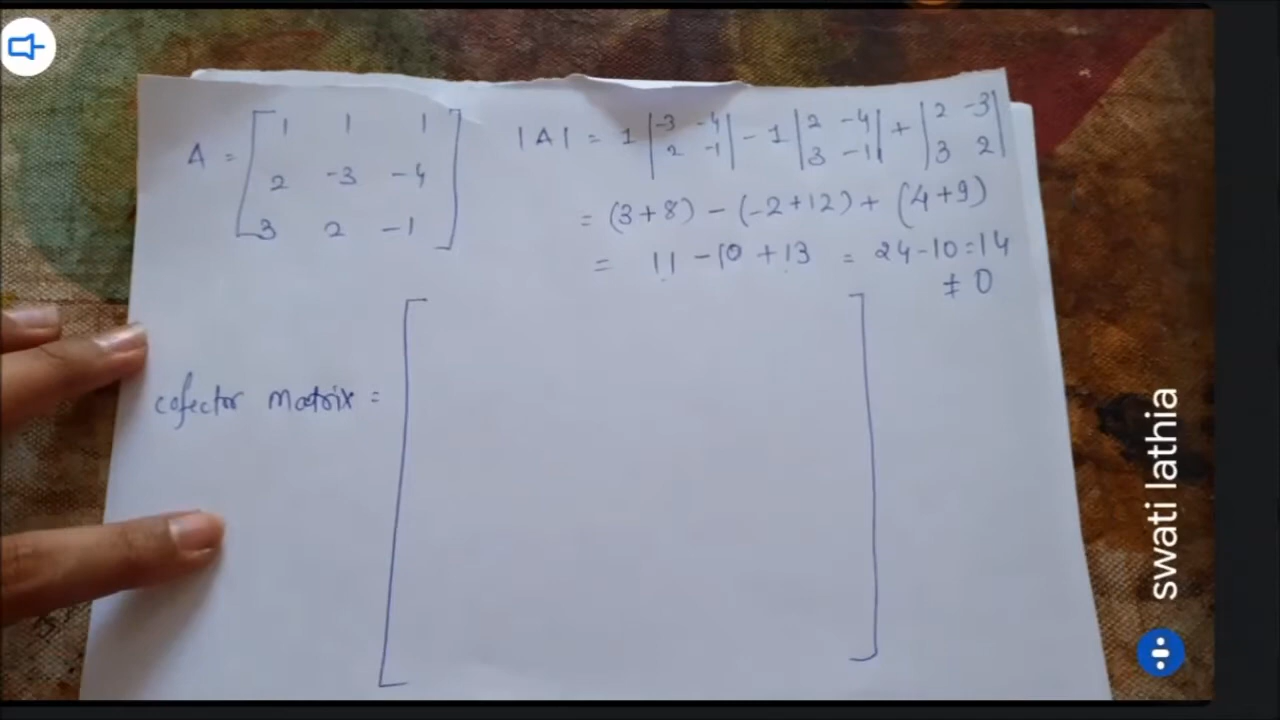 A = [ 1 1 1
2 -3 -4
3 2 -1 ]
|A| = 1 |-3 -4| - 1 |2 -4| + |2 -3|
|2 -1| |3 -1| |3 2|
= (3+8) - (-2+12) + (4+9)
= 11 - 10 + 13 = 24-10=14
≠ 0
cofector matrix = [ ]
swati lathia